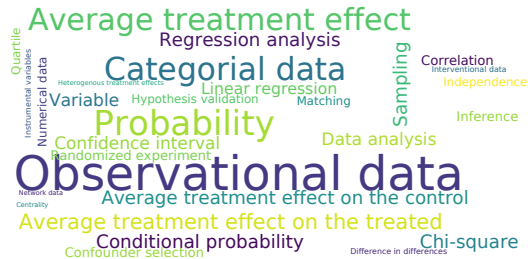 Average treatment effect
Quartile
Instrumental variables
Numerical data
Regression analysis
Sampling
Correlation
Categorial data
Interventional data
Heterogenous treatment effects
Independence
Linear regression
Variable
Hypothesis validation
Matching
Probability
Inference
Confidence interval
Data analysis
Randomized experiment
Observational data
Network data
Average treatment effect on the control
Centrality
Average treatment effect on the treated
Conditional probability
Chi-square
Confounder selection
Difference in differences